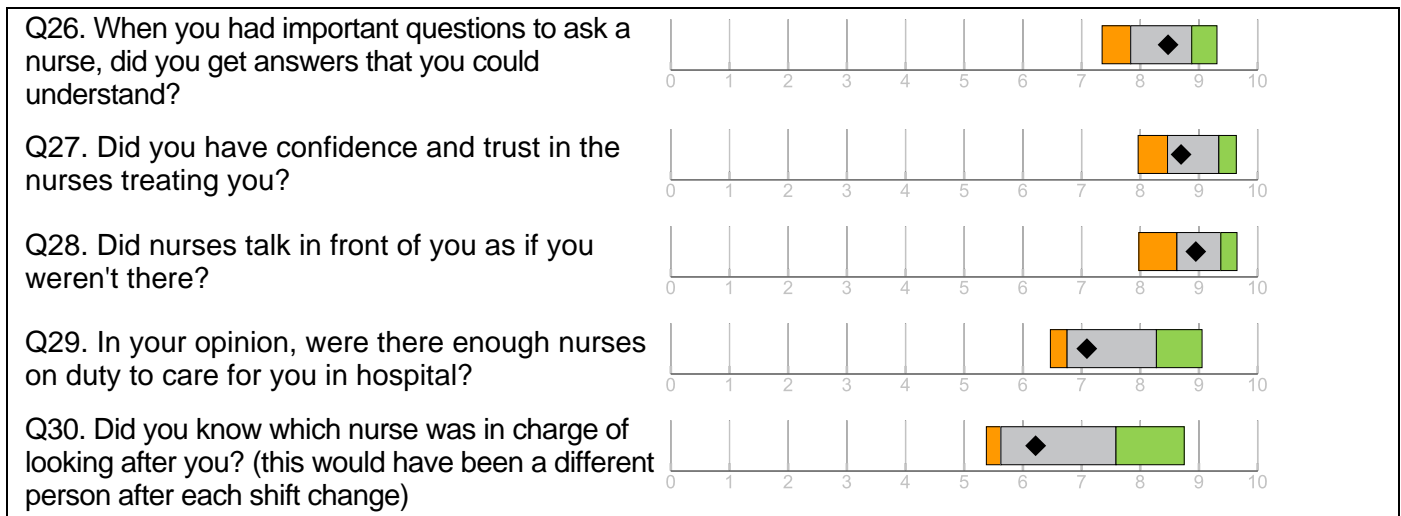 Q26. When you had important questions to ask a
nurse, did you get answers that you could
understand?
0 1 2 3 4 5 6 7 8 9 10
Q27. Did you have confidence and trust in the
nurses treating you?
0 1 2 3 4 5 6 7 8 9 10
Q28. Did nurses talk in front of you as if you
weren't there?
0 1 2 3 4 5 6 7 8 9 10
Q29. In your opinion, were there enough nurses
on duty to care for you in hospital?
0 1 2 3 4 5 6 7 8 9 10
Q30. Did you know which nurse was in charge of
looking after you? (this would have been a different
person after each shift change)
0 1 2 3 4 5 6 7 8 9 10